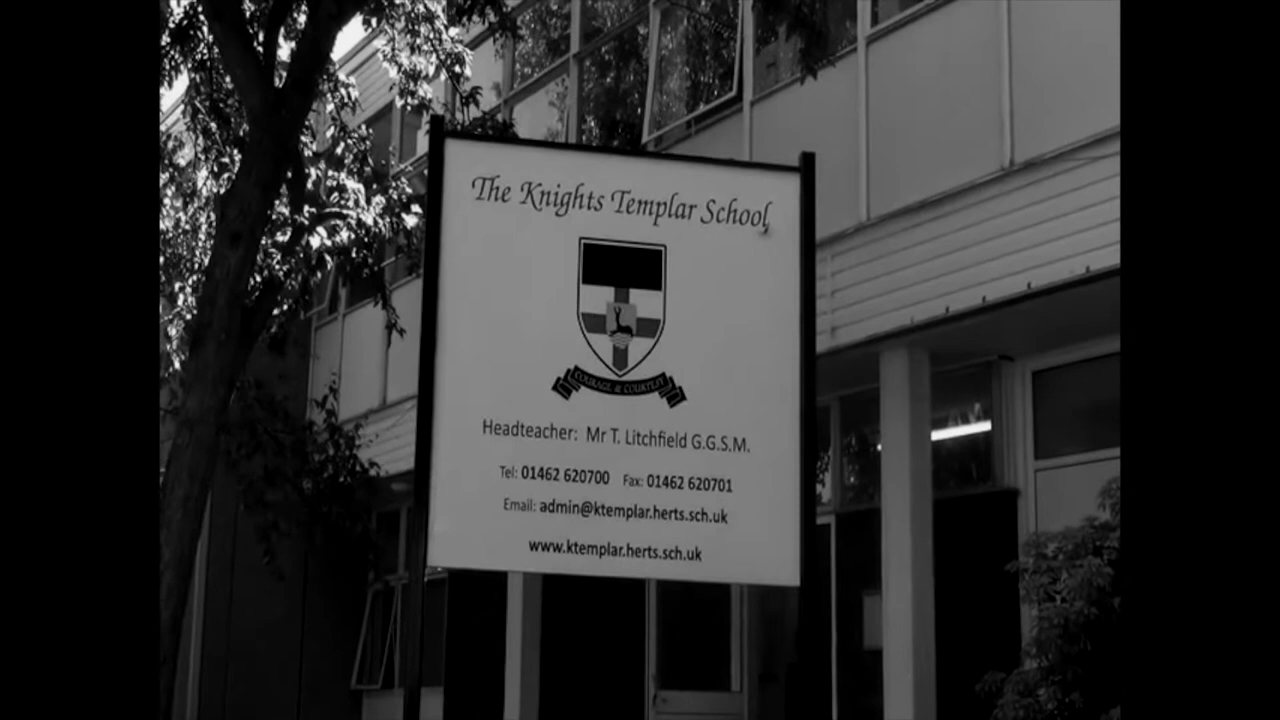 The Knights Templar School
COURAGE & COURTESY
Headteacher: Mr T. Litchfield G.G.S.M.
Tel: 01462 620700 Fax: 01462 620701
Email: admin@ktemplar.herts.sch.uk
www.ktemplar.herts.sch.uk